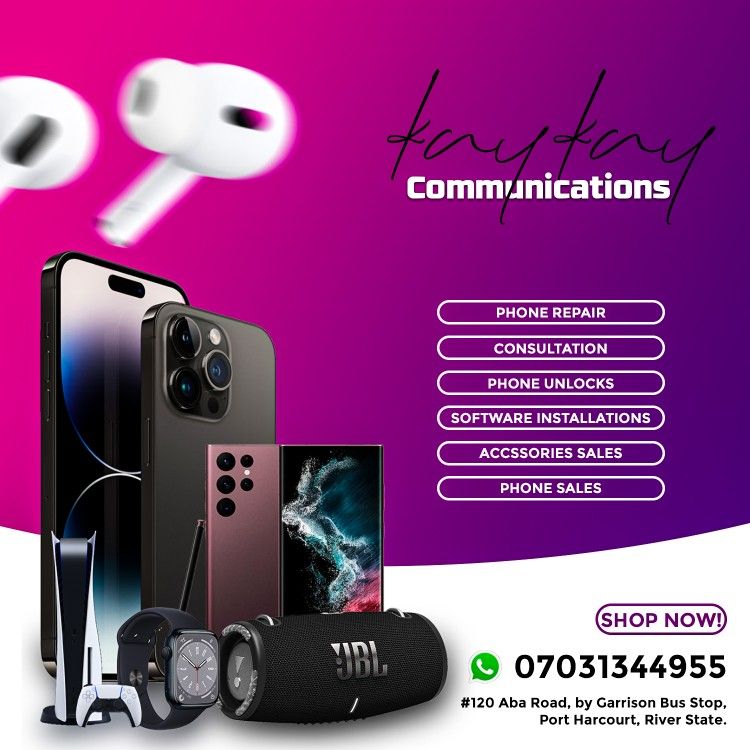 kaykay
Communications
PHONE REPAIR
CONSULTATION
PHONE UNLOCKS
SOFTWARE INSTALLATIONS
ACCSSORIES SALES
PHONE SALES
JBL
SHOP NOW!
07031344955
#120 Aba Road, by Garrison Bus Stop,
Port Harcourt, River State.